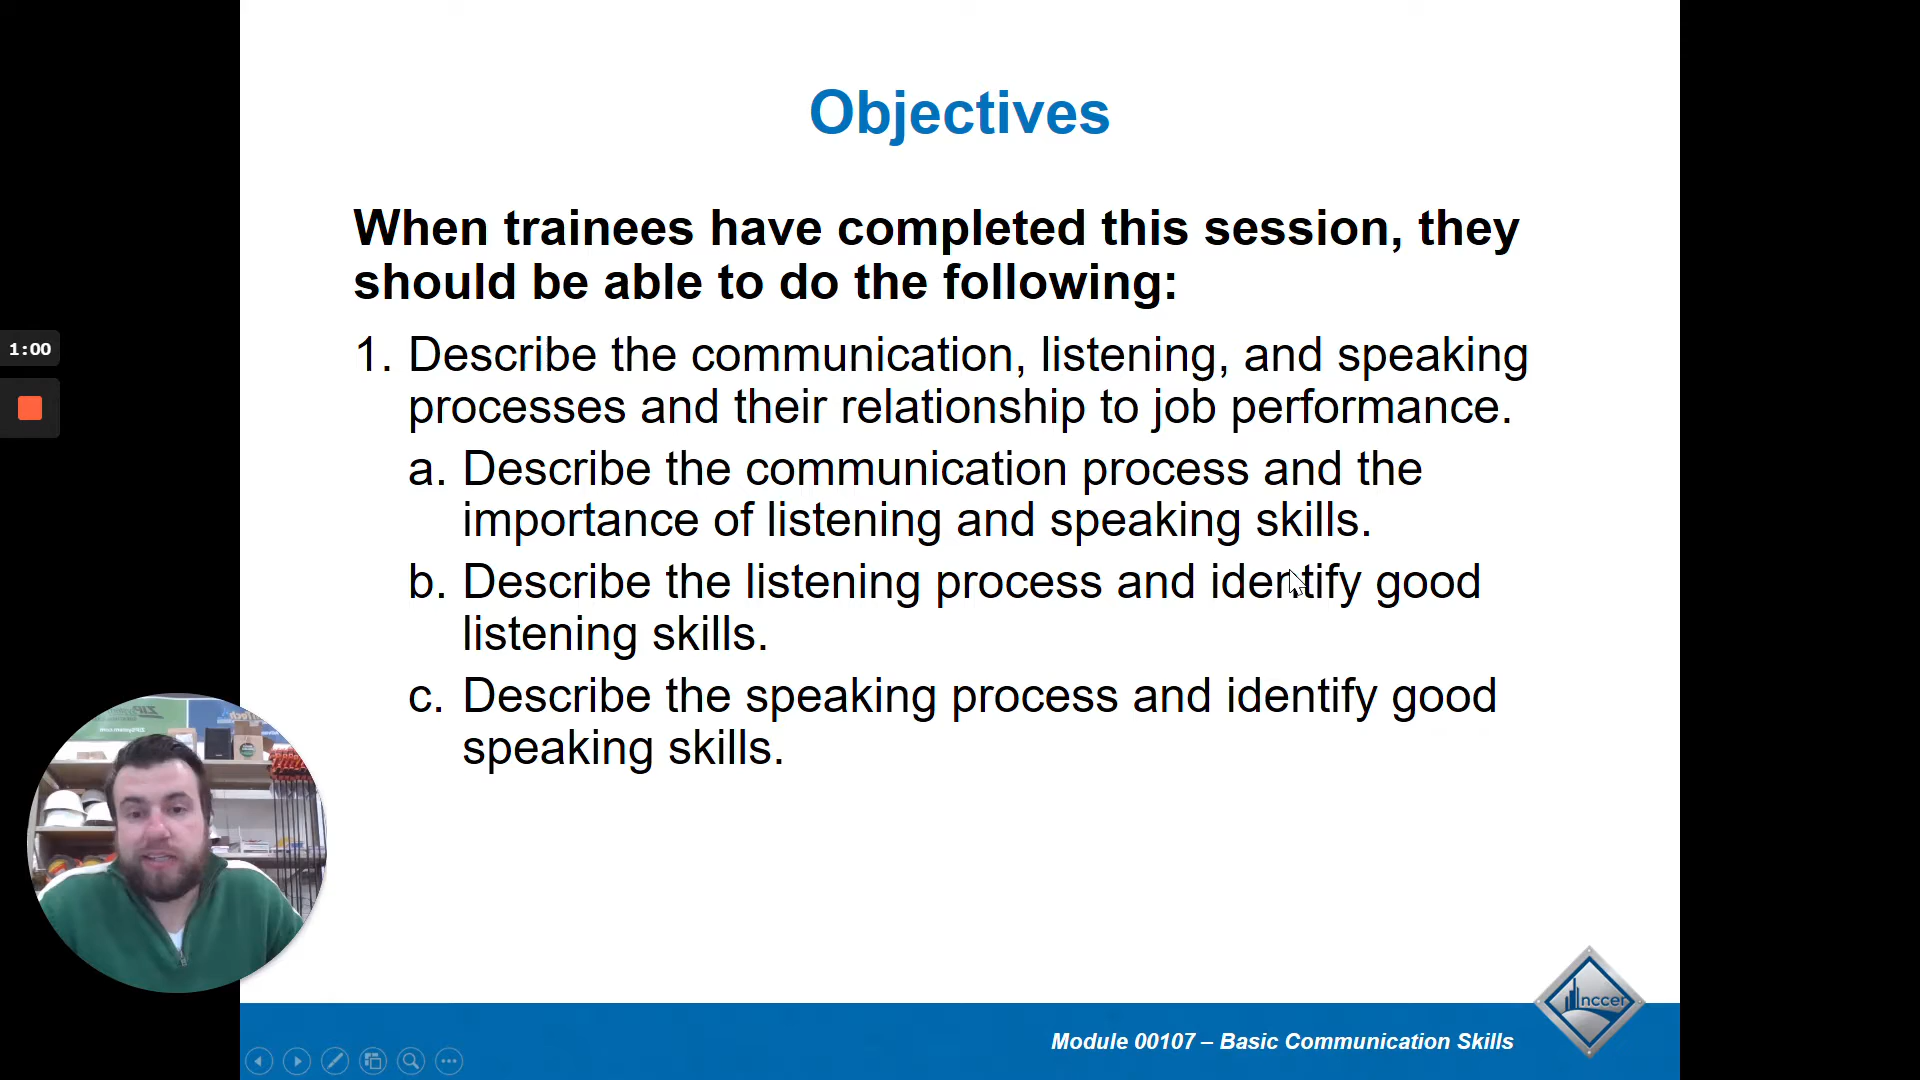 Objectives
When trainees have completed this session, they
should be able to do the following:
1. Describe the communication, listening, and speaking
processes and their relationship to job performance.
a. Describe the communication process and the
importance of listening and speaking skills.
b. Describe the listening process and identify good
listening skills.
c. Describe the speaking process and identify good
speaking skills.
1:00
nccer
Module 00107 – Basic Communication Skills